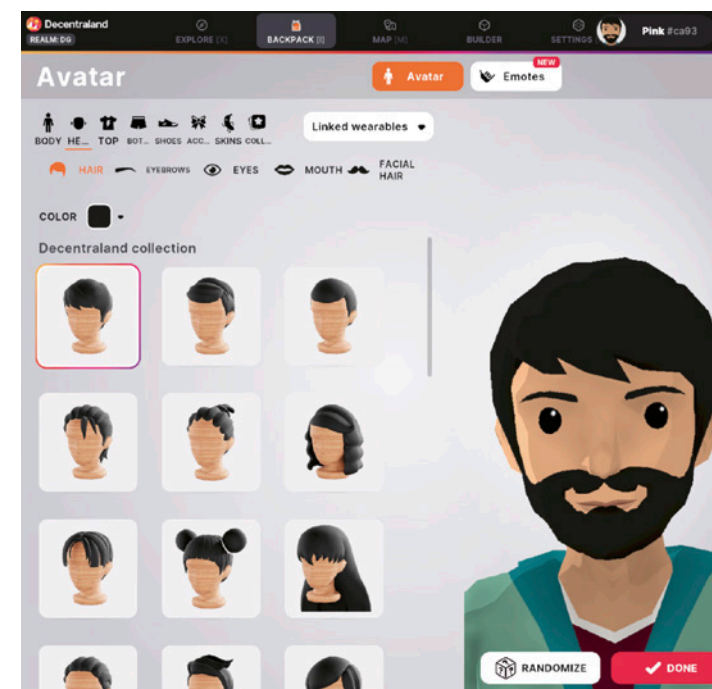 Decentraland
REALM: DG
EXPLORE [X]
BACKPACK [I]
MAP [M]
BUILDER
SETTINGS
Pink #ca93
Avatar
Avatar
Emotes
NEW
BODY HE... TOP BOT... SHOES ACC... SKINS COLL...
Linked wearables
HAIR EYEBROWS EYES MOUTH FACIAL HAIR
COLOR
Decentraland collection
RANDOMIZE
DONE